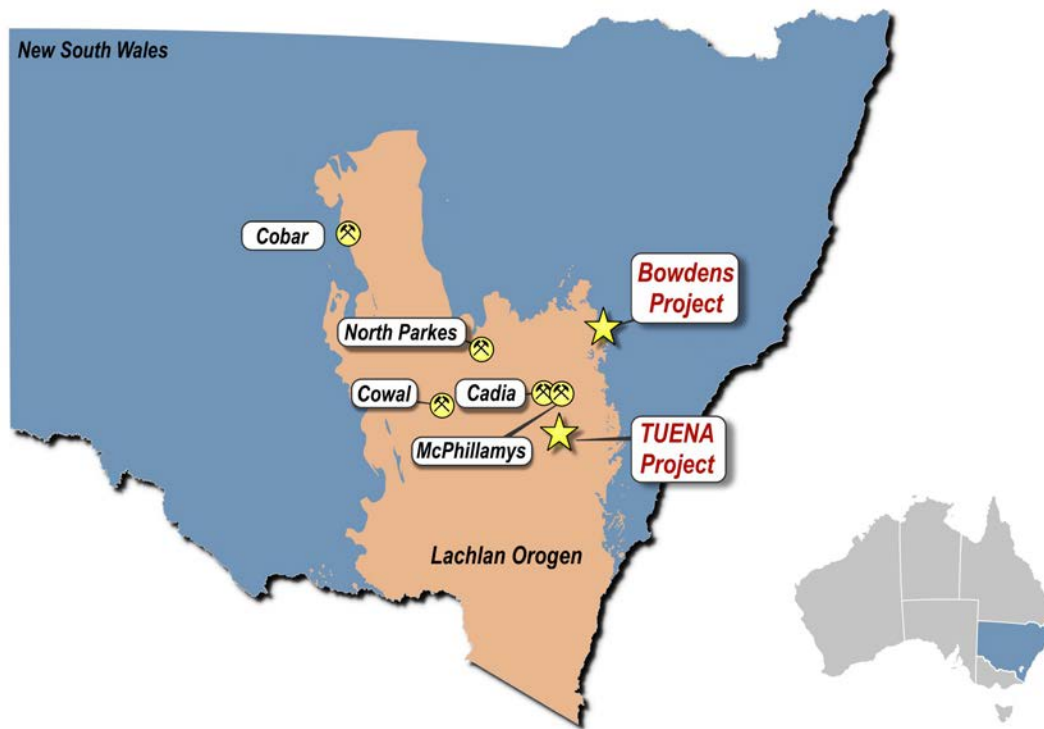 New South Wales
Cobar
Bowdens
Project
North Parkes
Cowal
Cadia
McPhillamys
TUENA
Project
Lachlan Orogen